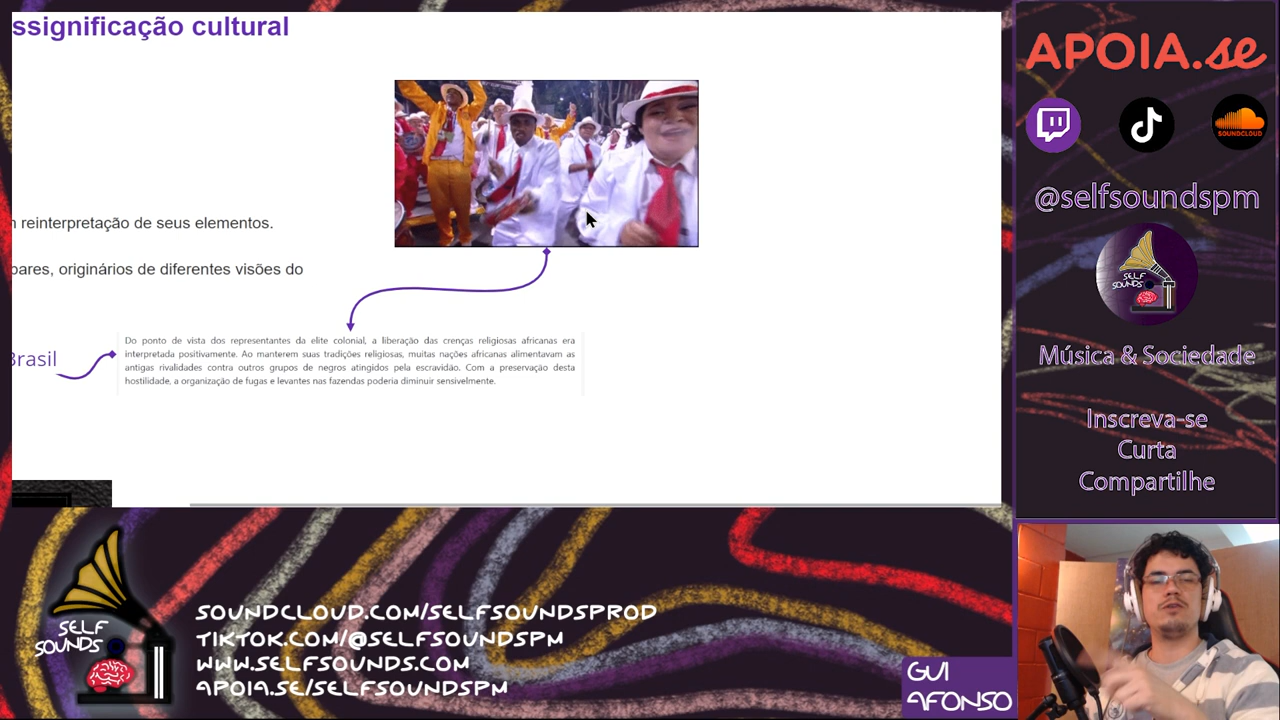 ssignificação cultural
reinterpretação de seus elementos.
pares, originários de diferentes visões do
Brasil
Do ponto de vista dos representantes da elite colonial, a liberação das crenças religiosas africanas era
interpretada positivamente. Ao manterem suas tradições religiosas, muitas nações africanas alimentavam as
antigas rivalidades contra outros grupos de negros atingidos pela escravidão. Com a preservação desta
hostilidade, a organização de fugas e levantes nas fazendas poderia diminuir sensivelmente.
APOIA.se
SOUNDCLOUD
@selfsoundspm
SELF
SOUNDS
Música & Sociedade
Inscreva-se
Curta
Compartilhe
SELF
SOUNDS
SOUNDCLOUD.COM/SELFSOUNDSPROD
TIKTOK.COM/@SELFSOUNDSPM
WWW.SELFSOUNDS.COM
APOIA.SE/SELFSOUNDSPM
GUI
AFONSO